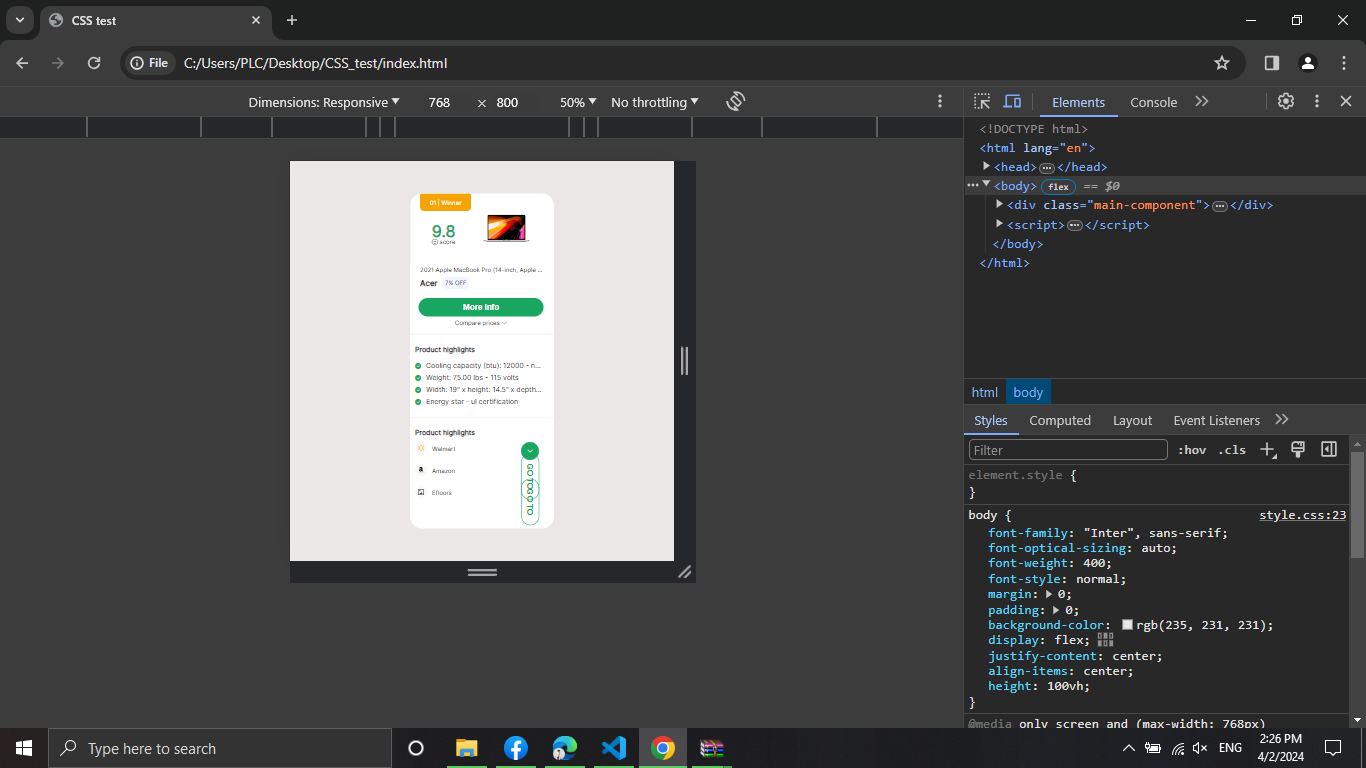 CSS test
File
C:/Users/PLC/Desktop/CSS_test/index.html
Dimensions: Responsive
768
×
800
50%
No throttling
01 | Winner
9.8
score
2021 Apple MacBook Pro (14-inch, Apple ...
Acer
7% OFF
More Info
Compare prices
Product highlights
Cooling capacity (btu): 12000 - n...
Weight: 75.00 lbs - 115 volts
Width: 19" x height: 14.5" x depth...
Energy star - ul certification
Product highlights
Walmart
Amazon
Efloors
GO TO
GO TO
Elements
Console
<!DOCTYPE html>
<html lang="en">
<head>…</head>
<body> flex == $0
<div class="main-component">…</div>
<script>…</script>
</body>
</html>
html
body
Styles
Computed
Layout
Event Listeners
Filter
:hov
.cls
element.style {
}
body {
style.css:23
font-family: "Inter", sans-serif;
font-optical-sizing: auto;
font-weight: 400;
font-style: normal;
margin: 0;
padding: 0;
background-color: rgb(235, 231, 231);
display: flex;
justify-content: center;
align-items: center;
height: 100vh;
}
@media only screen and (max-width: 768px)
Type here to search
ENG
2:26 PM
4/2/2024